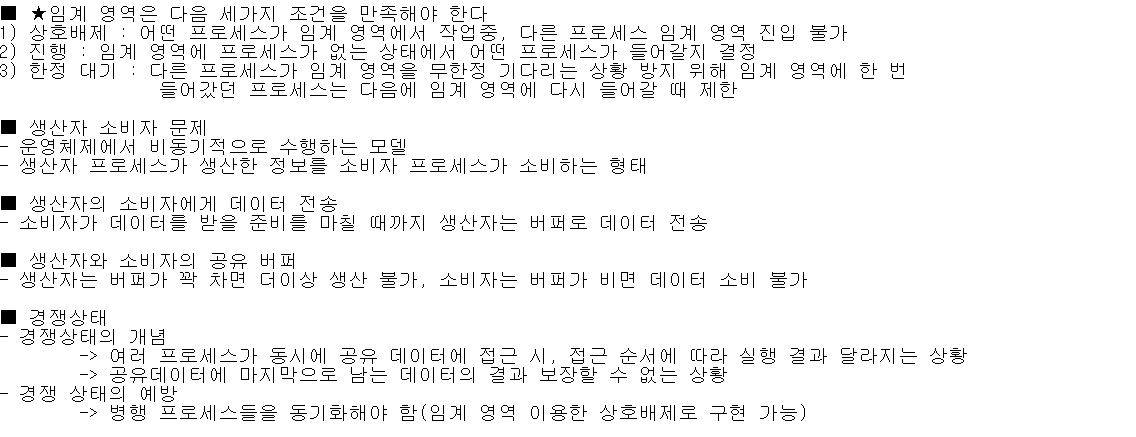 ■ ★임계 영역은 다음 세가지 조건을 만족해야 한다
1) 상호배제 : 어떤 프로세스가 임계 영역에서 작업중, 다른 프로세스 임계 영역 진입 불가
2) 진행 : 임계 영역에 프로세스가 없는 상태에서 어떤 프로세스가 들어갈지 결정
3) 한정 대기 : 다른 프로세스가 임계 영역을 무한정 기다리는 상황 방지 위해 임계 영역에 한 번
들어갔던 프로세스는 다음에 임계 영역에 다시 들어갈 때 제한
■ 생산자 소비자 문제
- 운영체제에서 비동기적으로 수행하는 모델
- 생산자 프로세스가 생산한 정보를 소비자 프로세스가 소비하는 형태
■ 생산자의 소비자에게 데이터 전송
- 소비자가 데이터를 받을 준비를 마칠 때까지 생산자는 버퍼로 데이터 전송
■ 생산자와 소비자의 공유 버퍼
- 생산자는 버퍼가 꽉 차면 더이상 생산 불가, 소비자는 버퍼가 비면 데이터 소비 불가
■ 경쟁상태
- 경쟁상태의 개념
-> 여러 프로세스가 동시에 공유 데이터에 접근 시, 접근 순서에 따라 실행 결과 달라지는 상황
-> 공유데이터에 마지막으로 남는 데이터의 결과 보장할 수 없는 상황
- 경쟁 상태의 예방
-> 병행 프로세스들을 동기화해야 함(임계 영역 이용한 상호배제로 구현 가능)